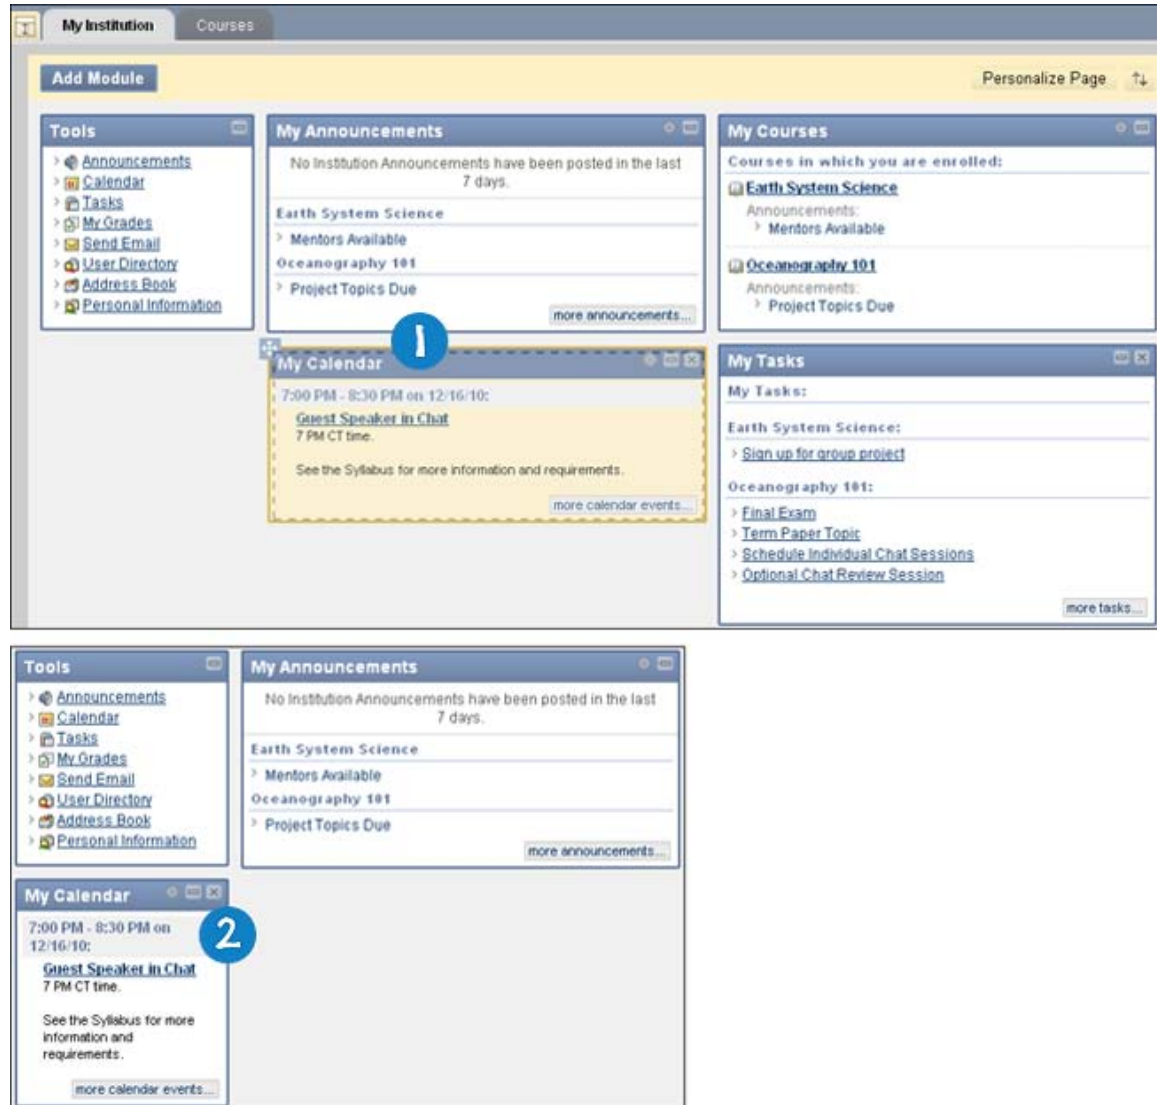 My Institution
Courses
Add Module
Personalize Page
Tools
Announcements
Calendar
Tasks
My Grades
Send Email
User Directory
Address Book
Personal Information
My Announcements
No Institution Announcements have been posted in the last
7 days.
Earth System Science
Mentors Available
Oceanography 101
Project Topics Due
more announcements...
My Courses
Courses in which you are enrolled:
Earth System Science
Announcements:
Mentors Available
Oceanography 101
Announcements:
Project Topics Due
1
My Calendar
7:00 PM - 8:30 PM on 12/16/10:
Guest Speaker in Chat
7 PM CT time.
See the Syllabus for more information and requirements.
more calendar events...
My Tasks
My Tasks:
Earth System Science:
Sign up for group project
Oceanography 101:
Final Exam
Term Paper Topic
Schedule Individual Chat Sessions
Optional Chat Review Session
more tasks...
Tools
Announcements
Calendar
Tasks
My Grades
Send Email
User Directory
Address Book
Personal Information
My Announcements
No Institution Announcements have been posted in the last
7 days.
Earth System Science
Mentors Available
Oceanography 101
Project Topics Due
more announcements...
My Calendar
2
7:00 PM - 8:30 PM on
12/16/10:
Guest Speaker in Chat
7 PM CT time.
See the Syllabus for more
information and
requirements.
more calendar events...